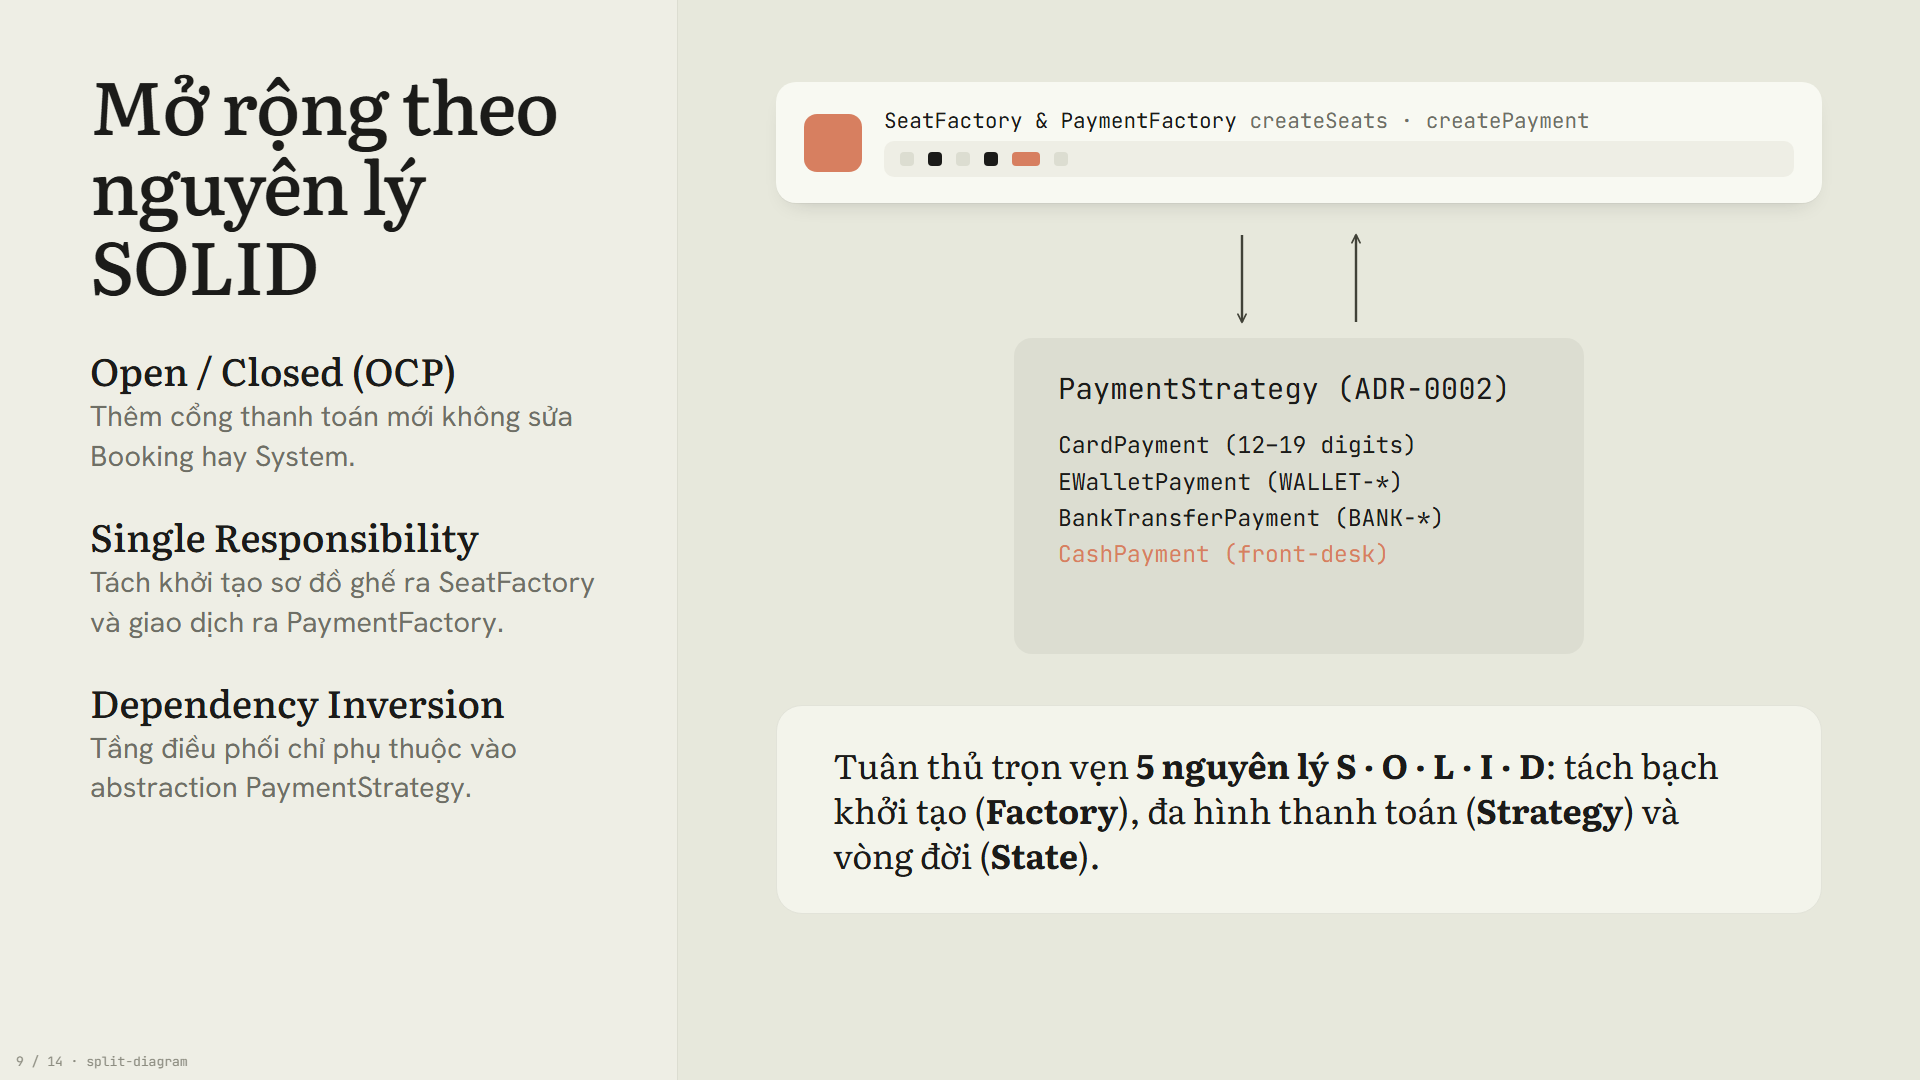 Mở rộng theo
nguyên lý
SOLID
Open / Closed (OCP)
Thêm cổng thanh toán mới không sửa
Booking hay System.
Single Responsibility
Tách khởi tạo sơ đồ ghế ra SeatFactory
và giao dịch ra PaymentFactory.
Dependency Inversion
Tầng điều phối chỉ phụ thuộc vào
abstraction PaymentStrategy.
SeatFactory & PaymentFactory createSeats · createPayment
PaymentStrategy (ADR-0002)
CardPayment (12–19 digits)
EWalletPayment (WALLET-*)
BankTransferPayment (BANK-*)
CashPayment (front-desk)
Tuân thủ trọn vẹn 5 nguyên lý S · O · L · I · D: tách bạch
khởi tạo (Factory), đa hình thanh toán (Strategy) và
vòng đời (State).
9 / 14 · split-diagram